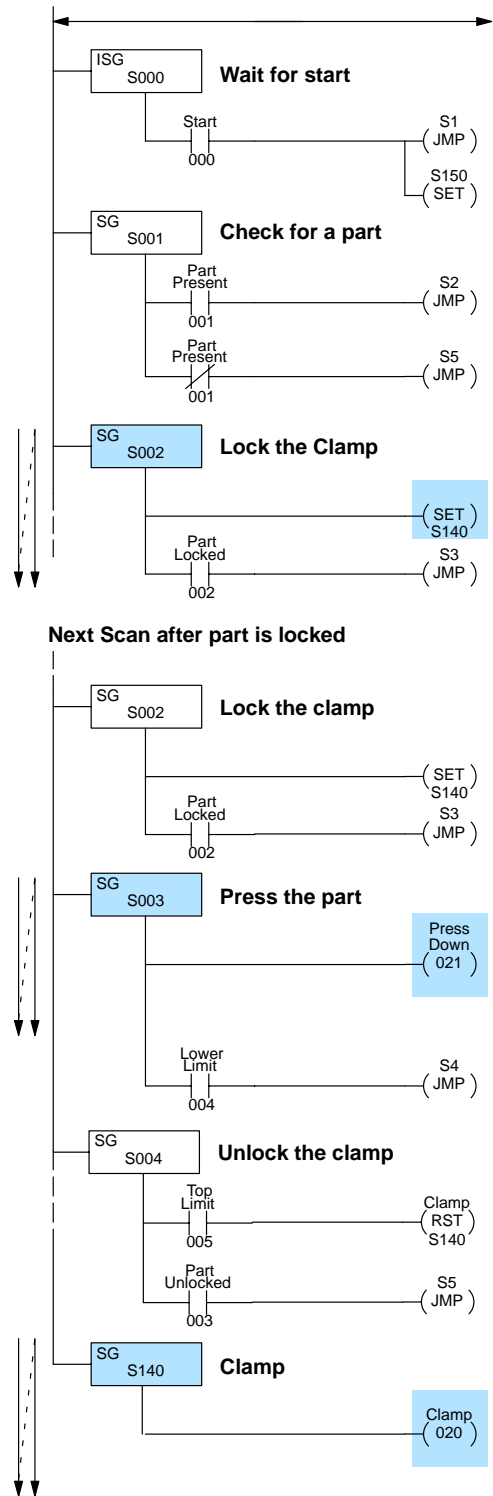 ISG
S000
Wait for start
Start
000
S1
JMP
S150
SET
SG
S001
Check for a part
Part
Present
001
S2
JMP
Part
Present
001
S5
JMP
SG
S002
Lock the Clamp
SET
S140
Part
Locked
002
S3
JMP
Next Scan after part is locked
SG
S002
Lock the clamp
SET
S140
Part
Locked
002
S3
JMP
SG
S003
Press the part
Press
Down
021
Lower
Limit
004
S4
JMP
SG
S004
Unlock the clamp
Top
Limit
005
Clamp
RST
S140
Part
Unlocked
003
S5
JMP
SG
S140
Clamp
Clamp
020